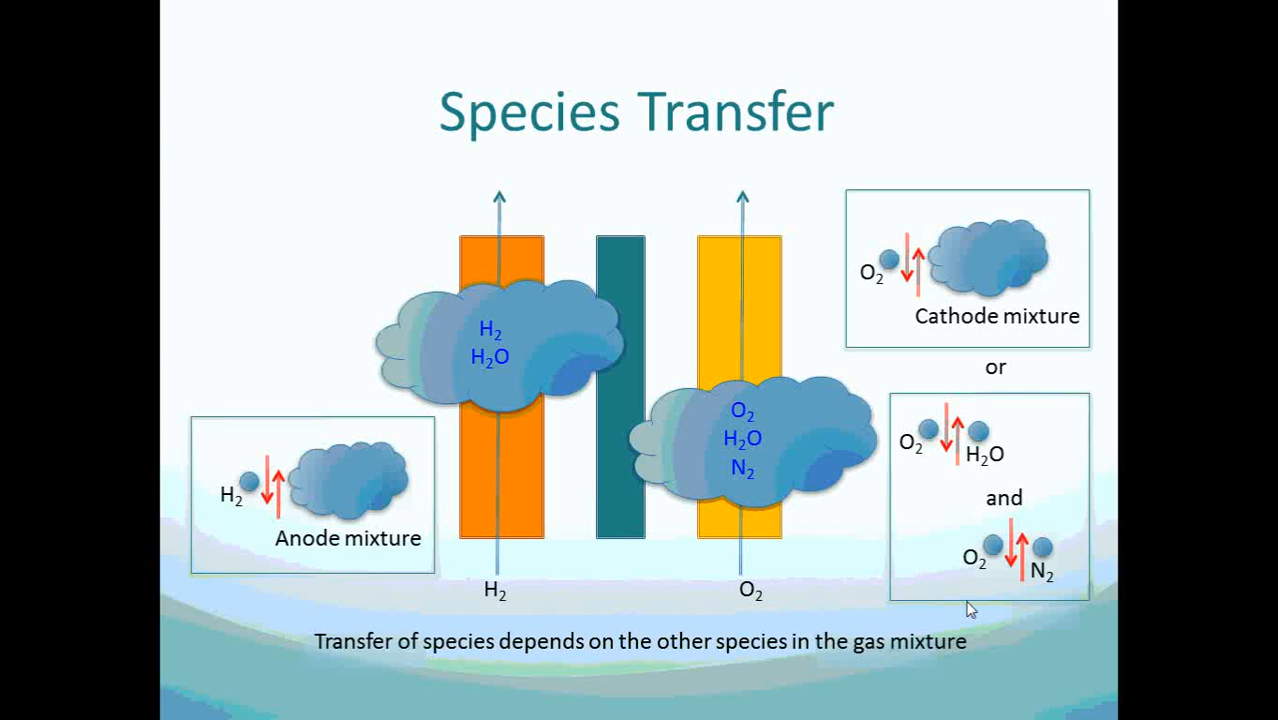 Species Transfer
H₂
H₂O
O₂
H₂O
N₂
H₂
Anode mixture
H₂
O₂
O₂
Cathode mixture
or
O₂
H₂O
and
O₂
N₂
Transfer of species depends on the other species in the gas mixture